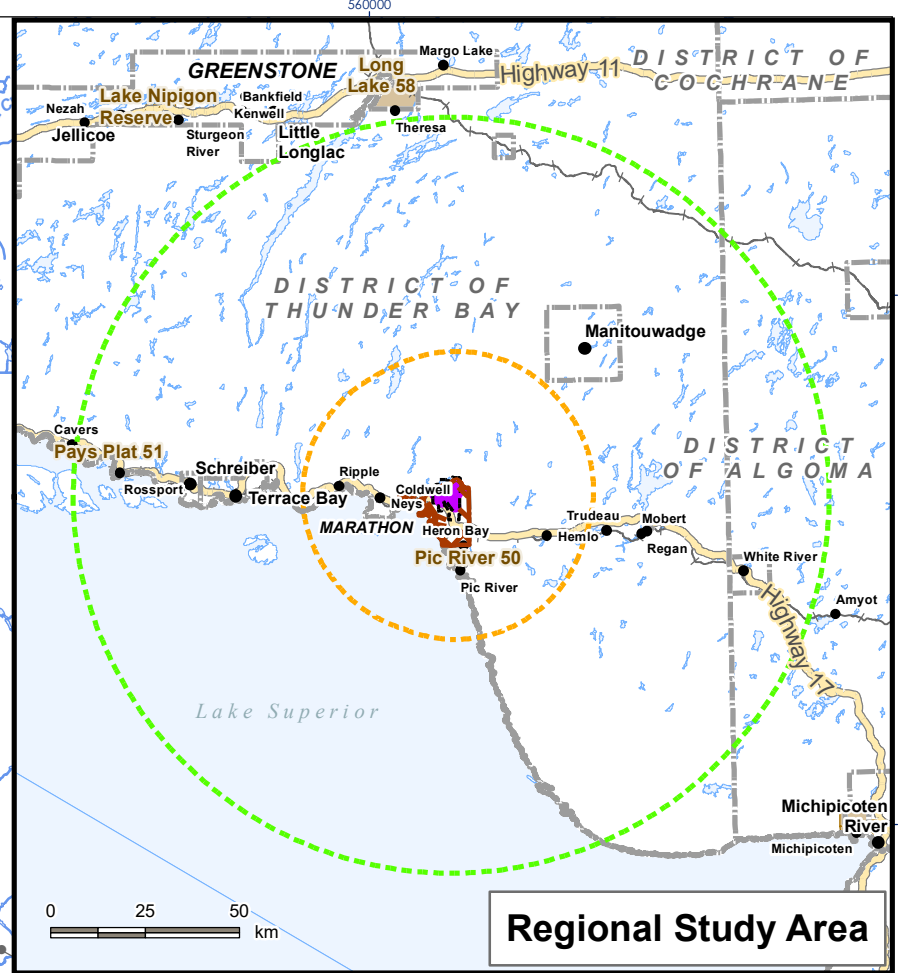 560000
Margo Lake
DISTRICT OF
COCHRANE
GREENSTONE
Long
Lake 58
Highway 11
Nezah
Lake Nipigon
Reserve
Bankfield
Kenwell
Jellicoe
Sturgeon
River
Little
Longlac
Theresa
DISTRICT OF
THUNDER BAY
Manitouwadge
Cavers
Pays Plat 51
DISTRICT
OF ALGOMA
Rossport
Schreiber
Terrace Bay
Ripple
Coldwell
Neys
MARATHON
Heron Bay
Trudeau
Mobert
Hemlo
Regan
Pic River 50
Pic River
White River
Amyot
Highway 17
Lake Superior
Michipicoten
River
Michipicoten
0 25 50
km
Regional Study Area